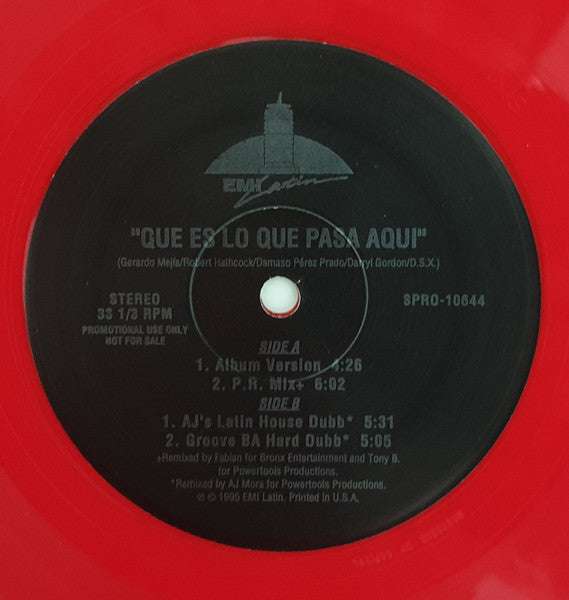 EMI Latin
"QUE ES LO QUE PASA AQUI"
(Gerardo Mejía/Robert Hathcock/Damaso Pérez Prado/Darryl Gordon/D.S.X.)
STEREO
33 1/3 RPM
PROMOTIONAL USE ONLY
NOT FOR SALE
SPRO-10644
SIDE A
1. Album Version 4:26
2. P.R. Mix+ 6:02
SIDE B
1. AJ's Latin House Dubb* 5:31
2. Groove BA Hard Dubb* 5:05
+Remixed by Fabian for Bronx Entertainment and Tony B.
for Powertools Productions.
*Remixed by AJ Mora for Powertools Productions.
℗ © 1995 EMI Latin. Printed in U.S.A.